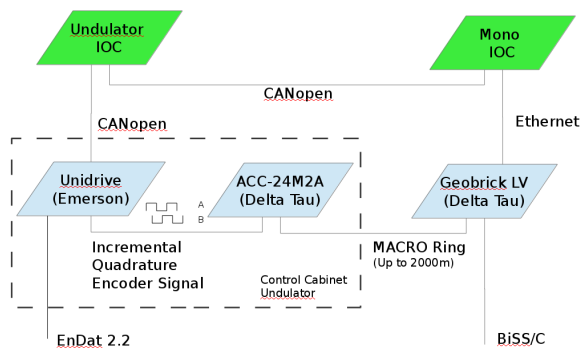 Undulator
IOC
Mono
IOC
CANopen
CANopen
Ethernet
Unidrive
(Emerson)
A
B
ACC-24M2A
(Delta Tau)
Geobrick LV
(Delta Tau)
Incremental
Quadrature
Encoder Signal
MACRO Ring
(Up to 2000m)
Control Cabinet
Undulator
EnDat 2.2
BiSS/C